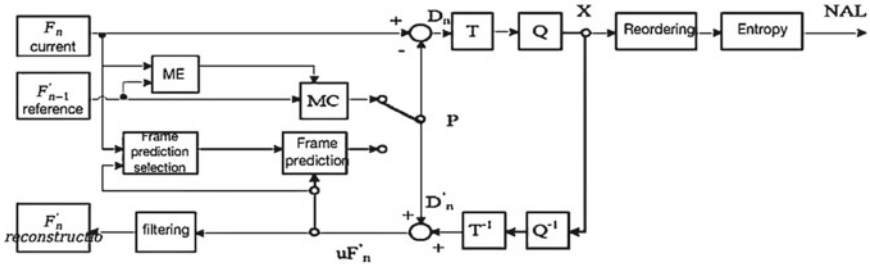 Fn
current
F'n-1
reference
ME
MC
Frame
prediction
selection
Frame
prediction
F'n
reconstructio
filtering
+
-
Dn
T
Q
X
Reordering
Entropy
NAL
P
D'n
+
+
T-1
Q-1
uF'n